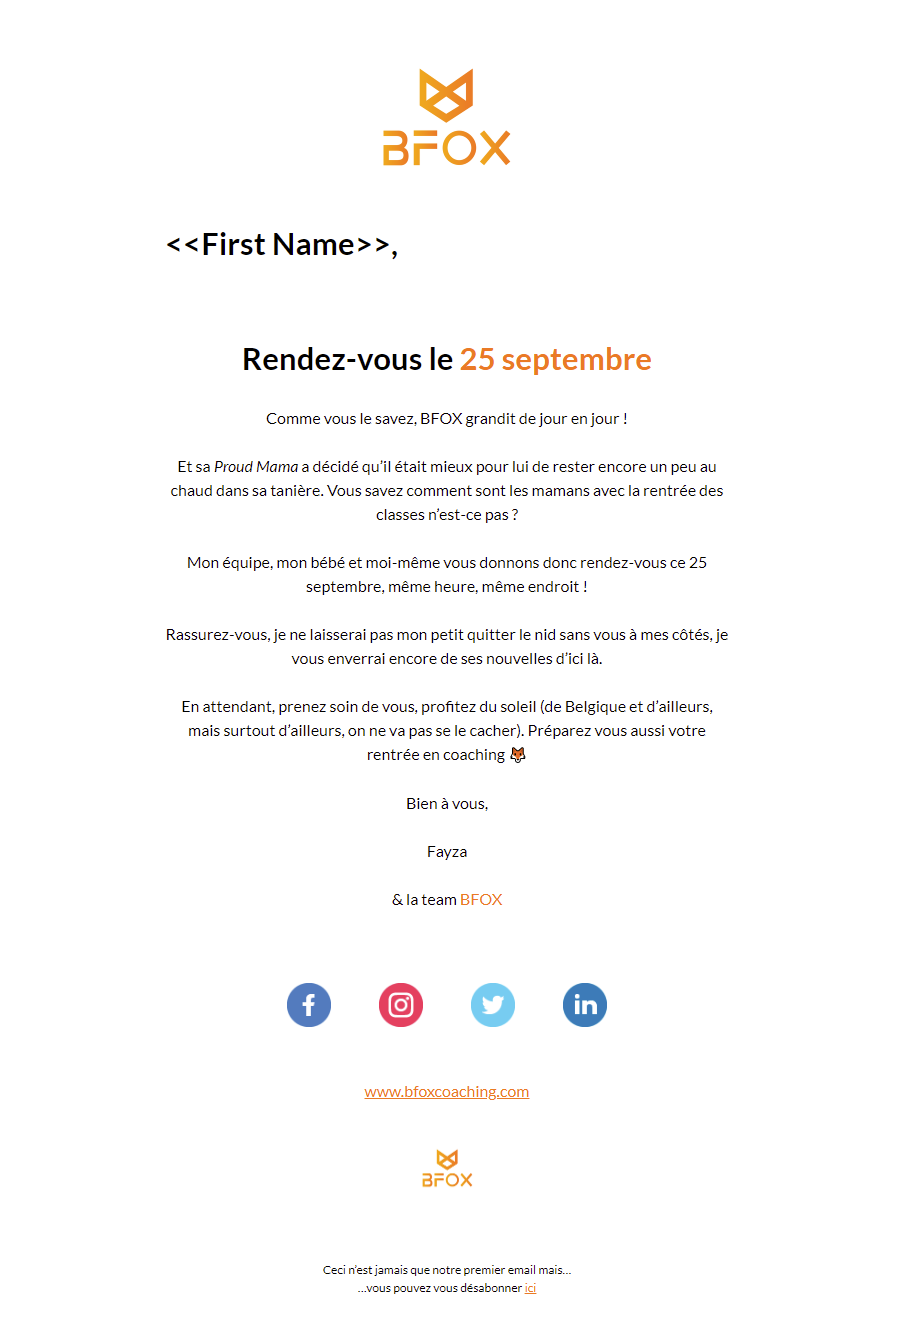 BFOX
<<First Name>>,
Rendez-vous le 25 septembre
Comme vous le savez, BFOX grandit de jour en jour !
Et sa Proud Mama a décidé qu’il était mieux pour lui de rester encore un peu au
chaud dans sa tanière. Vous savez comment sont les mamans avec la rentrée des
classes n’est-ce pas ?
Mon équipe, mon bébé et moi-même vous donnons donc rendez-vous ce 25
septembre, même heure, même endroit !
Rassurez-vous, je ne laisserai pas mon petit quitter le nid sans vous à mes côtés, je
vous enverrai encore de ses nouvelles d’ici là.
En attendant, prenez soin de vous, profitez du soleil (de Belgique et d’ailleurs,
mais surtout d’ailleurs, on ne va pas se le cacher). Préparez vous aussi votre
rentrée en coaching 🦊
Bien à vous,
Fayza
& la team BFOX
www.bfoxcoaching.com
BFOX
Ceci n’est jamais que notre premier email mais...
...vous pouvez vous désabonner ici